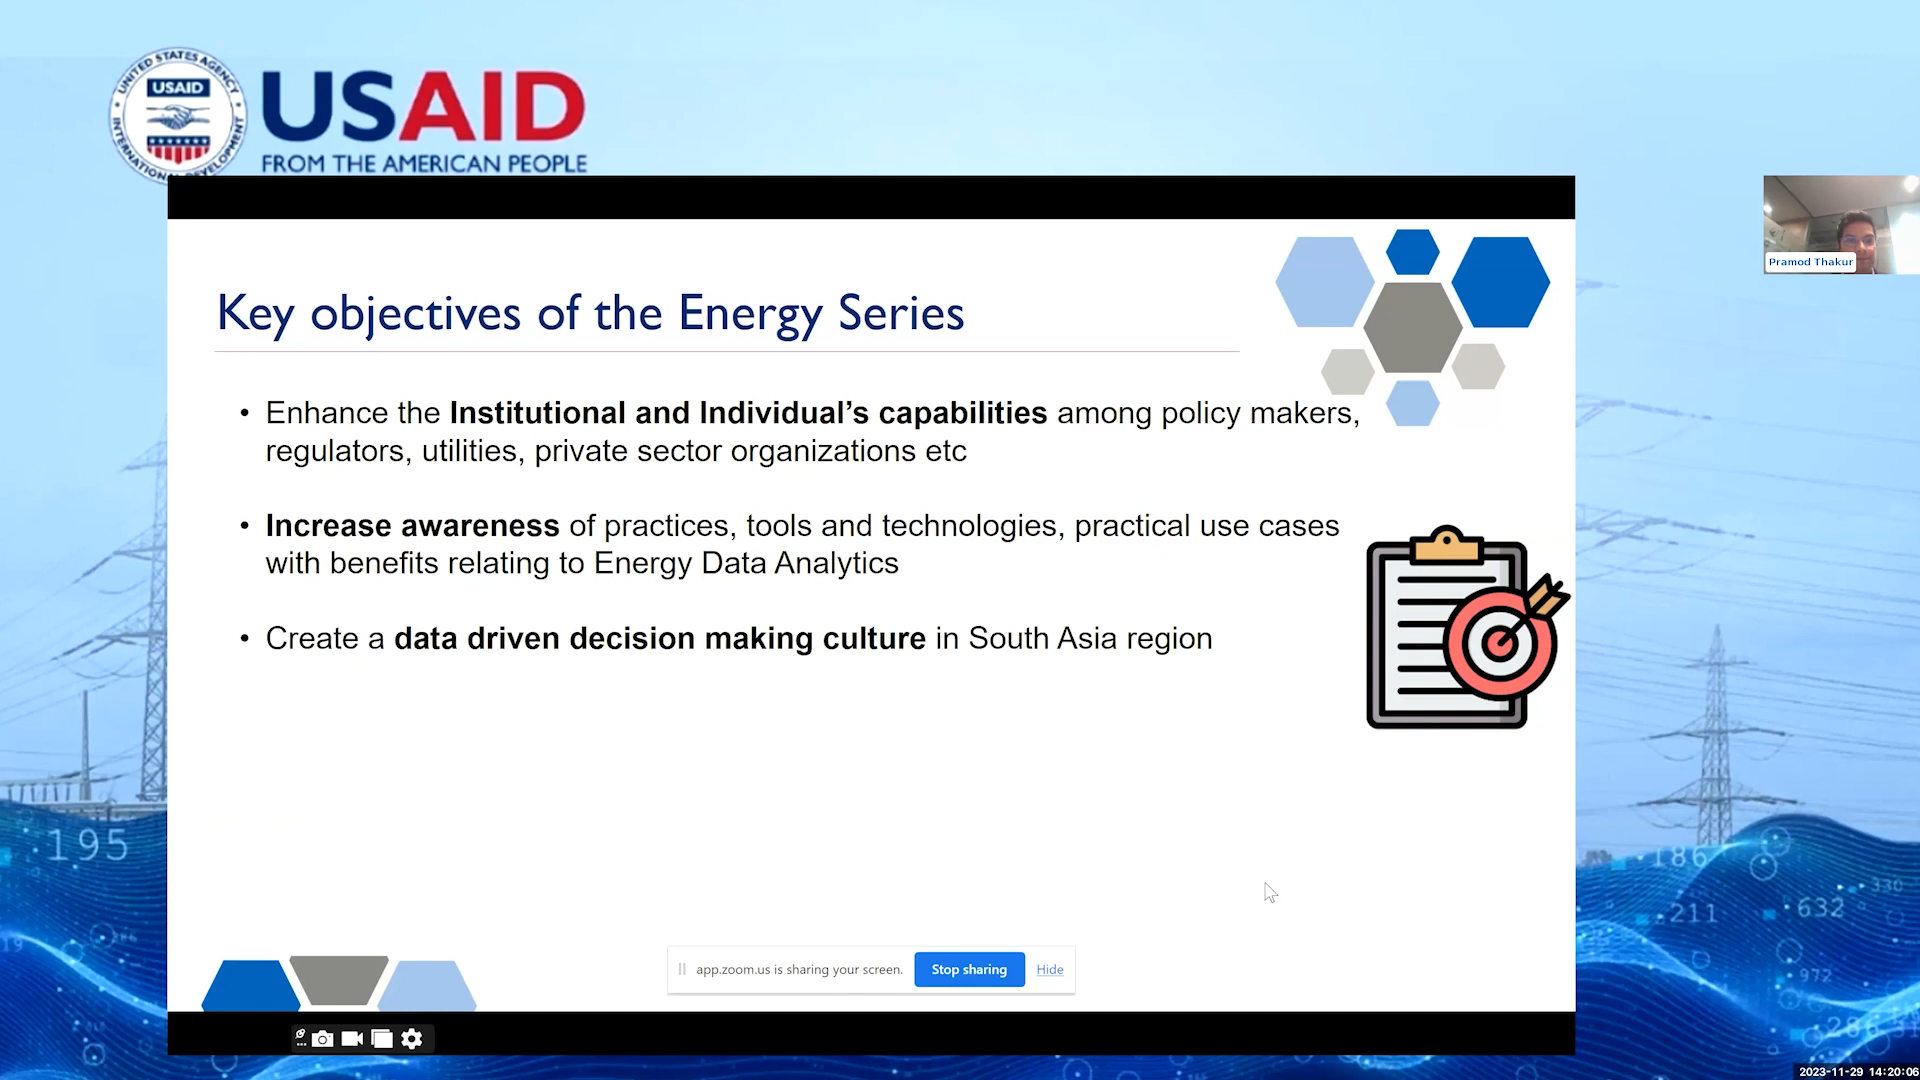 UNITED STATES AGENCY
USAID
INTERNATIONAL DEVELOPMENT
USAID
FROM THE AMERICAN PEOPLE
Pramod Thakur
Key objectives of the Energy Series
• Enhance the Institutional and Individual’s capabilities among policy makers,
regulators, utilities, private sector organizations etc
• Increase awareness of practices, tools and technologies, practical use cases
with benefits relating to Energy Data Analytics
• Create a data driven decision making culture in South Asia region
195
186
330
632
211
19
972
app.zoom.us is sharing your screen.
Stop sharing
Hide
2023-11-29 14:20:06